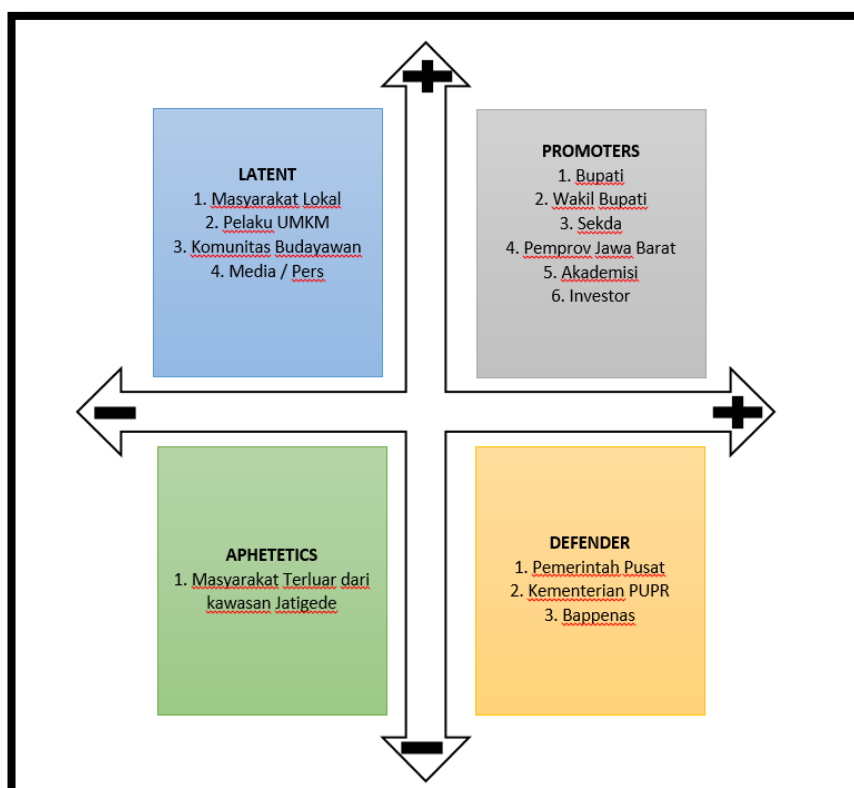 LATENT
1. Masyarakat Lokal
2. Pelaku UMKM
3. Komunitas Budayawan
4. Media / Pers
PROMOTERS
1. Bupati
2. Wakil Bupati
3. Sekda
4. Pemprov Jawa Barat
5. Akademisi
6. Investor
APHETETICS
1. Masyarakat Terluar dari
kawasan Jatigede
DEFENDER
1. Pemerintah Pusat
2. Kementerian PUPR
3. Bappenas